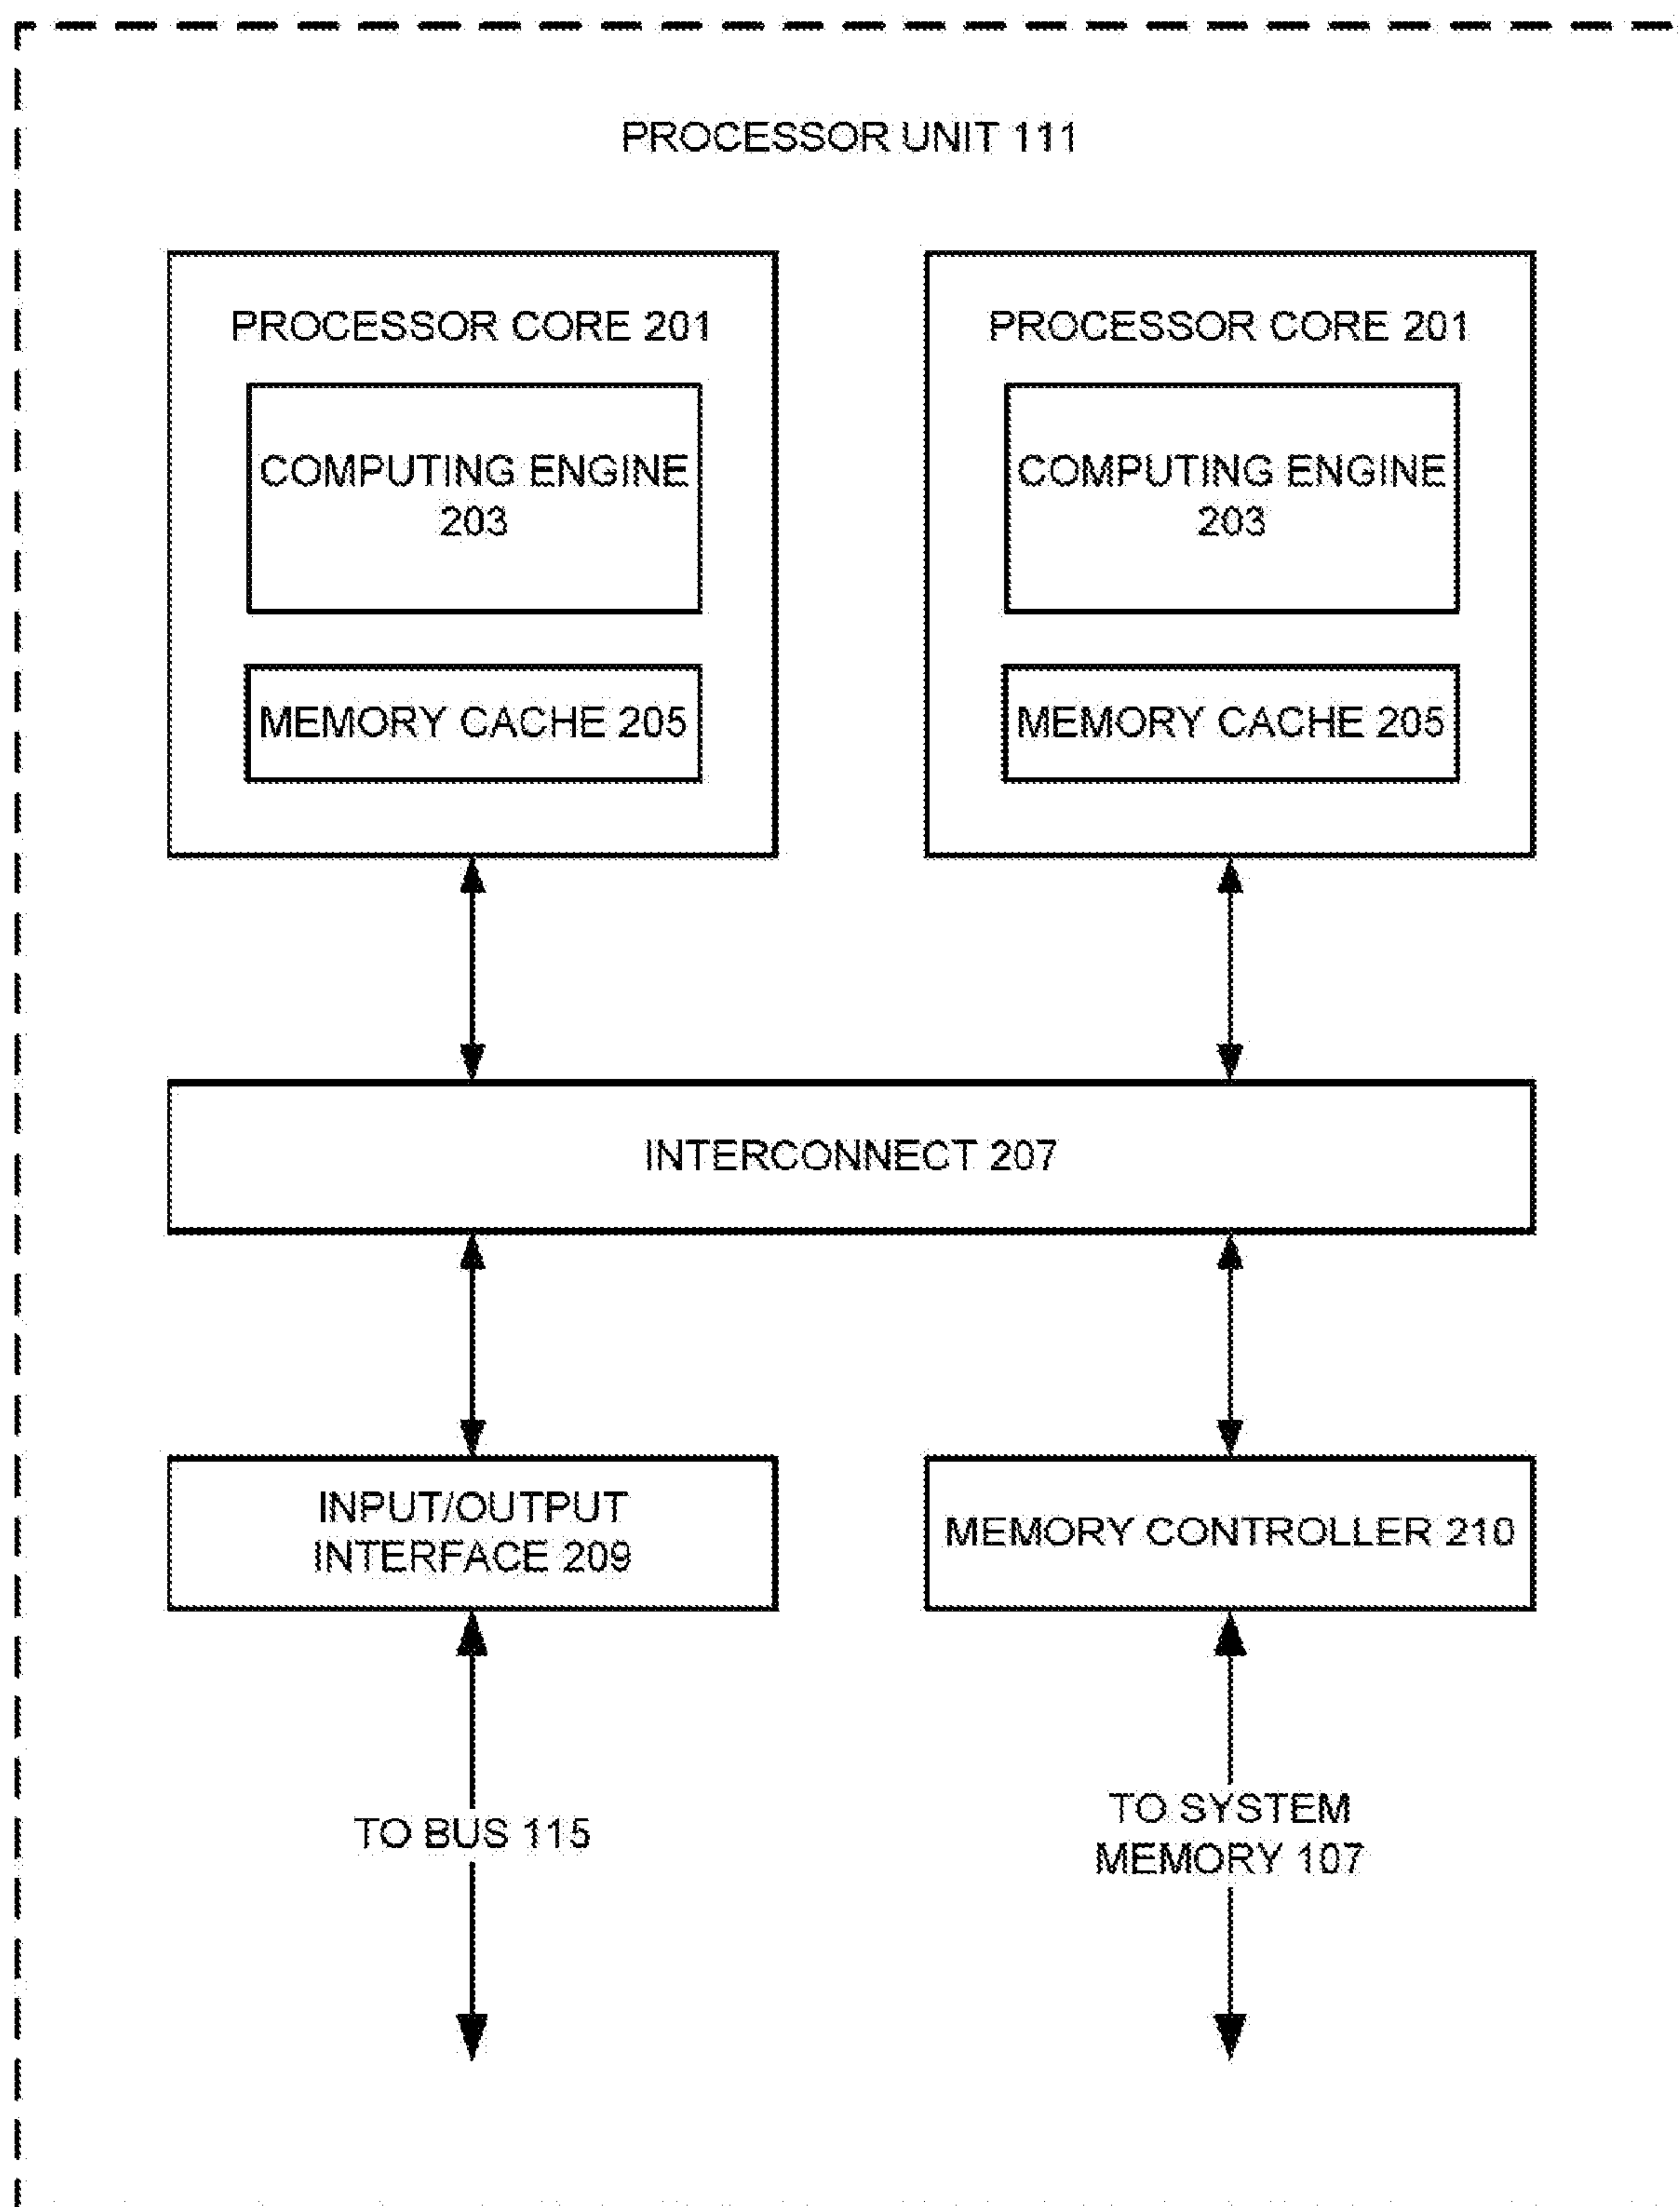 PROCESSOR UNIT 111
PROCESSOR CORE 201
COMPUTING ENGINE
203
MEMORY CACHE 205
PROCESSOR CORE 201
COMPUTING ENGINE
203
MEMORY CACHE 205
INTERCONNECT 207
INPUT/OUTPUT
INTERFACE 209
MEMORY CONTROLLER 210
TO BUS 115
TO SYSTEM
MEMORY 107